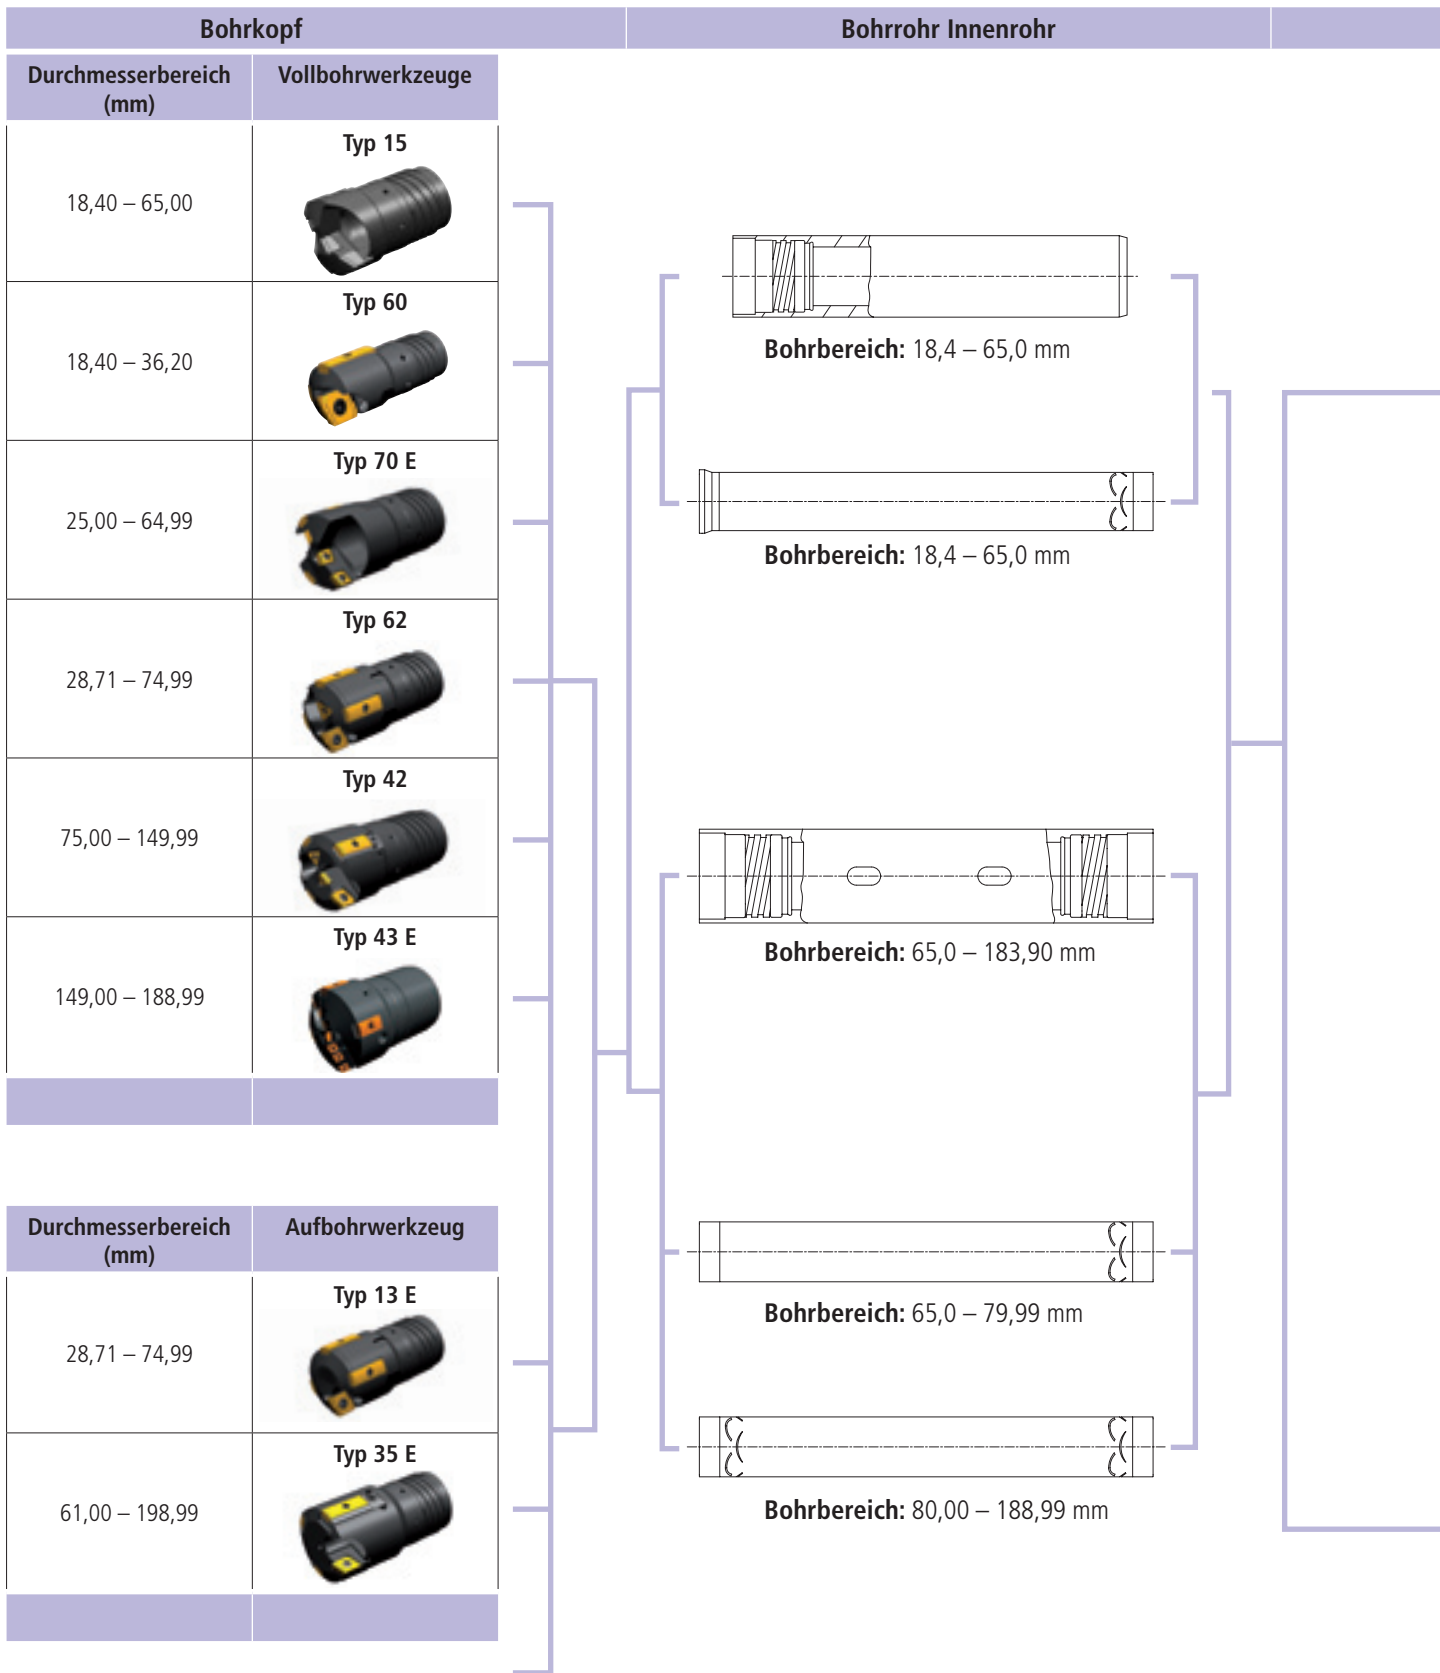 Bohrkopf
Bohrrohr Innenrohr
Durchmesserbereich
(mm)
Vollbohrwerkzeuge
Typ 15
18,40 – 65,00
Typ 60
18,40 – 36,20
Typ 70 E
25,00 – 64,99
Typ 62
28,71 – 74,99
Typ 42
75,00 – 149,99
Typ 43 E
149,00 – 188,99
Durchmesserbereich
(mm)
Aufbohrwerkzeug
Typ 13 E
28,71 – 74,99
Typ 35 E
61,00 – 198,99
Bohrbereich: 18,4 – 65,0 mm
Bohrbereich: 18,4 – 65,0 mm
Bohrbereich: 65,0 – 183,90 mm
Bohrbereich: 65,0 – 79,99 mm
Bohrbereich: 80,00 – 188,99 mm